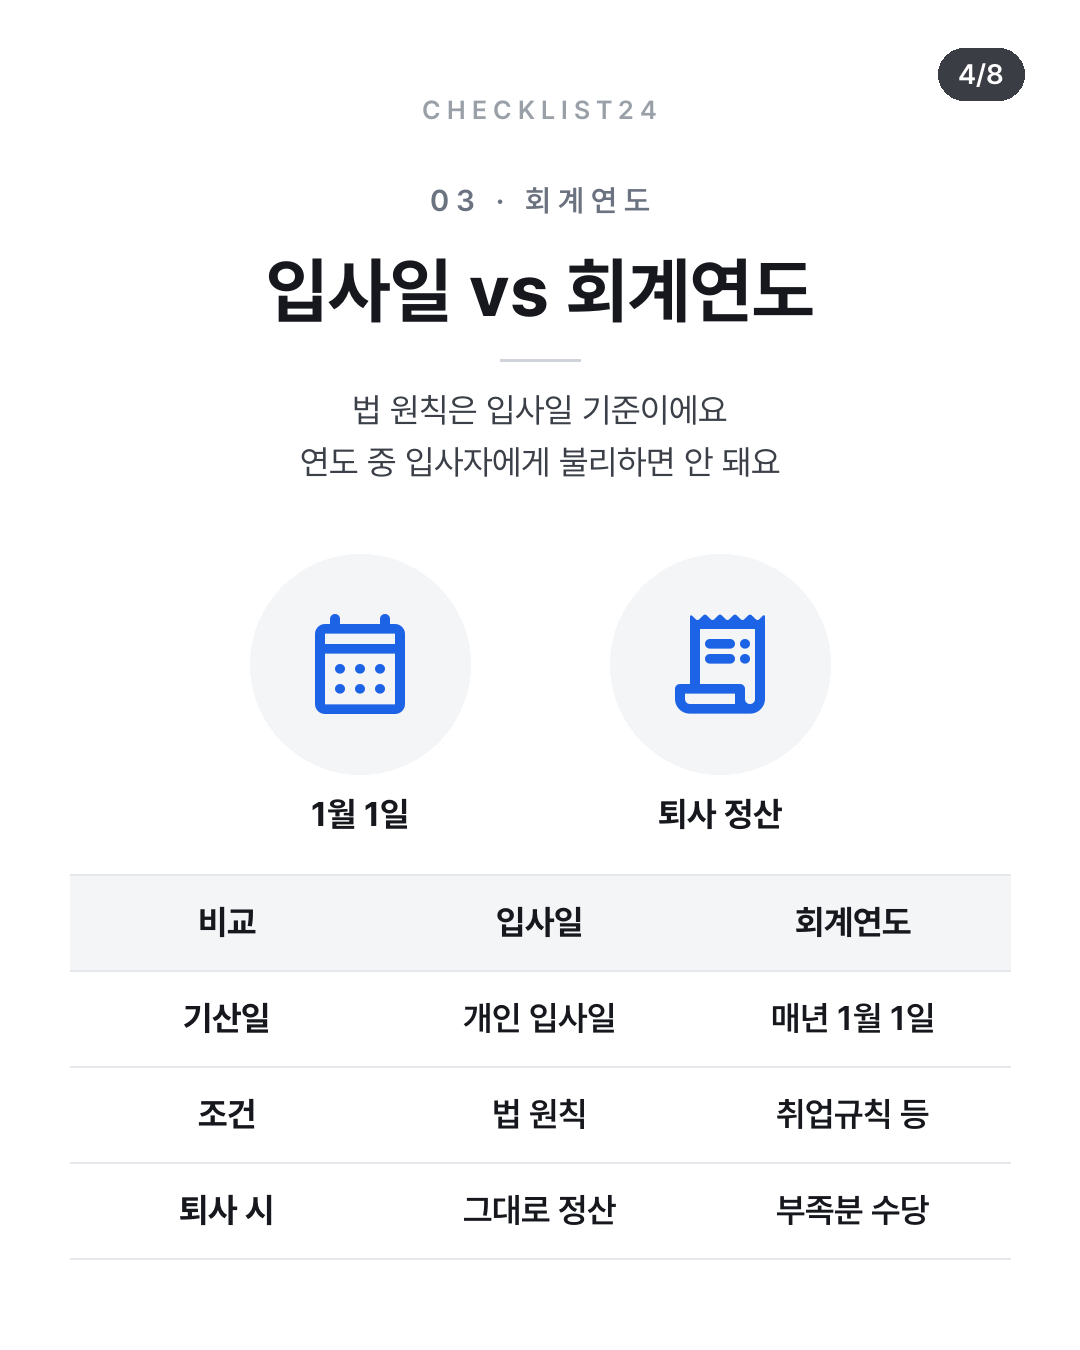 4/8
CHECKLIST24
03 · 회계연도
입사일 vs 회계연도
법 원칙은 입사일 기준이에요
연도 중 입사자에게 불리하면 안 돼요
1월 1일 퇴사 정산
비교 입사일 회계연도
기산일 개인 입사일 매년 1월 1일
조건 법 원칙 취업규칙 등
퇴사 시 그대로 정산 부족분 수당